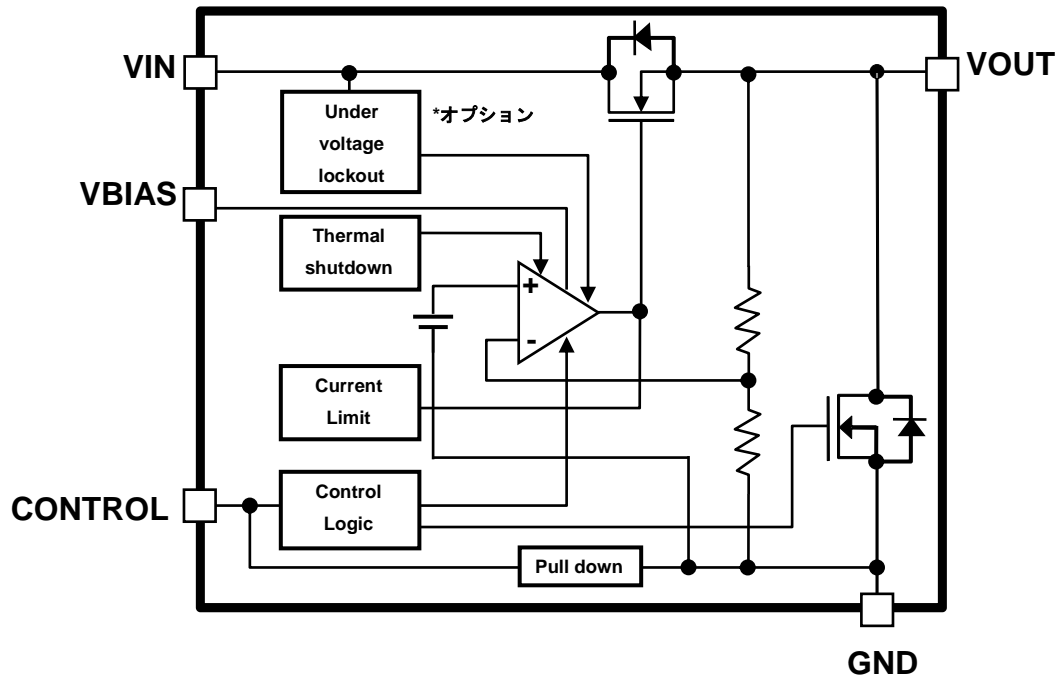 VIN
VOUT
Under
voltage
lockout
*オプション
VBIAS
Thermal
shutdown
+
-
Current
Limit
CONTROL
Control
Logic
Pull down
GND